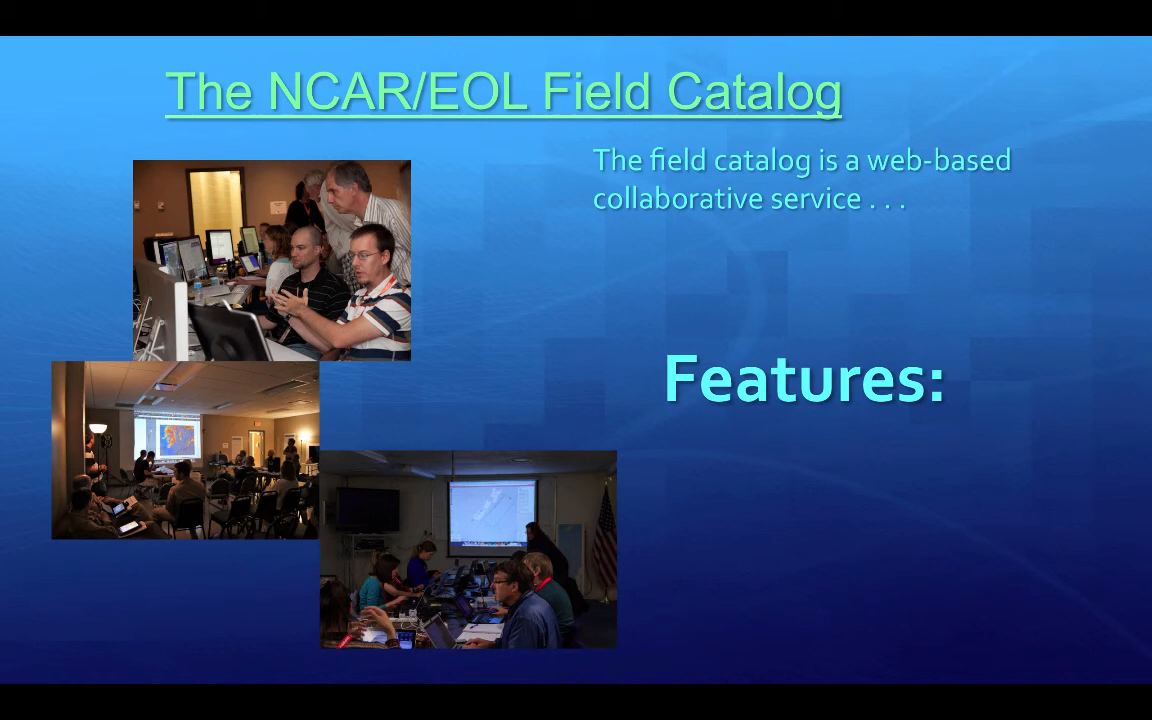 The NCAR/EOL Field Catalog
The field catalog is a web-based
collaborative service . . .
Features: